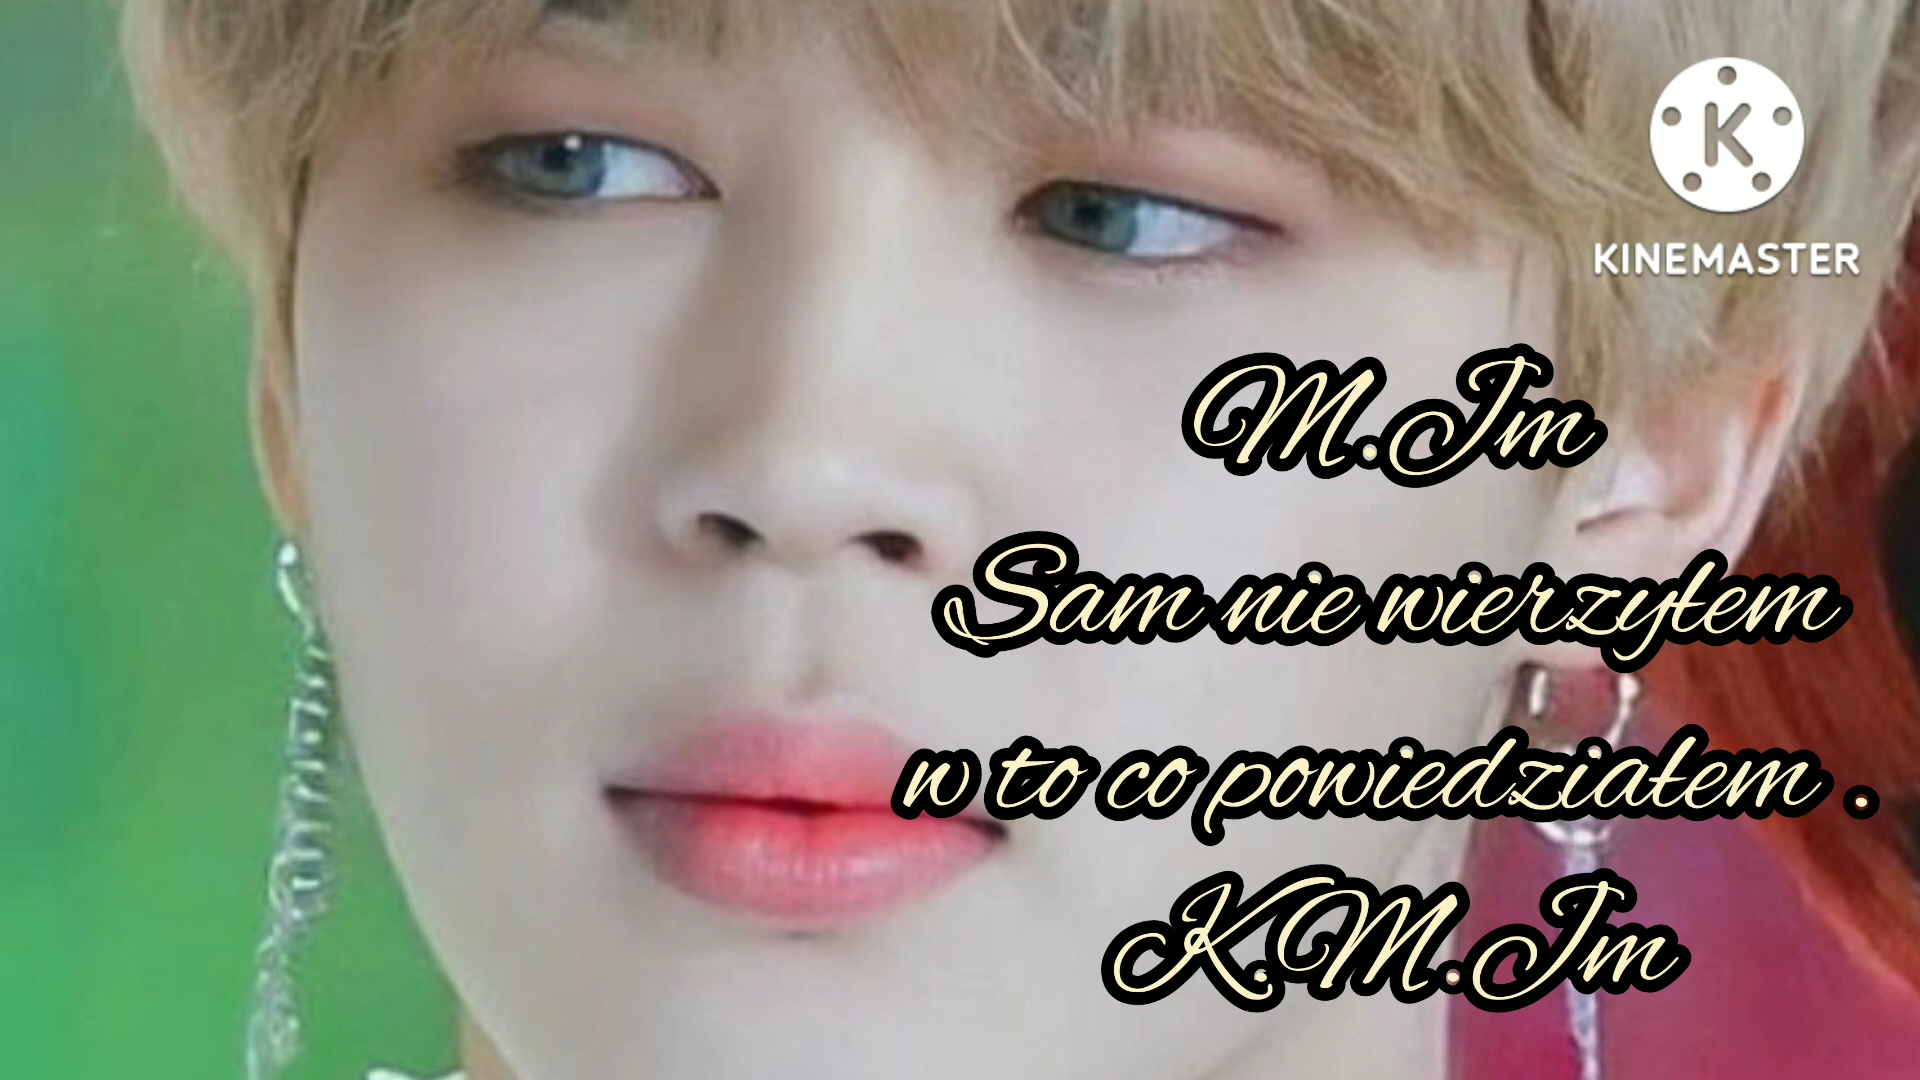 KINEMASTER
M.Jm
Sam nie wierzyłem
w to co powiedziałem .
K.M.Jm